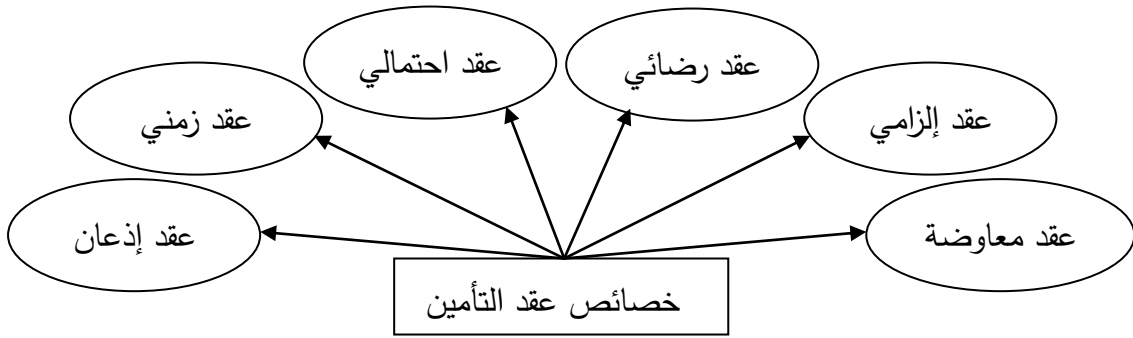 عقد رضائي
عقد احتمالي
عقد إلزامي
عقد زمني
عقد معاوضة
عقد إذعان
خصائص عقد التأمين